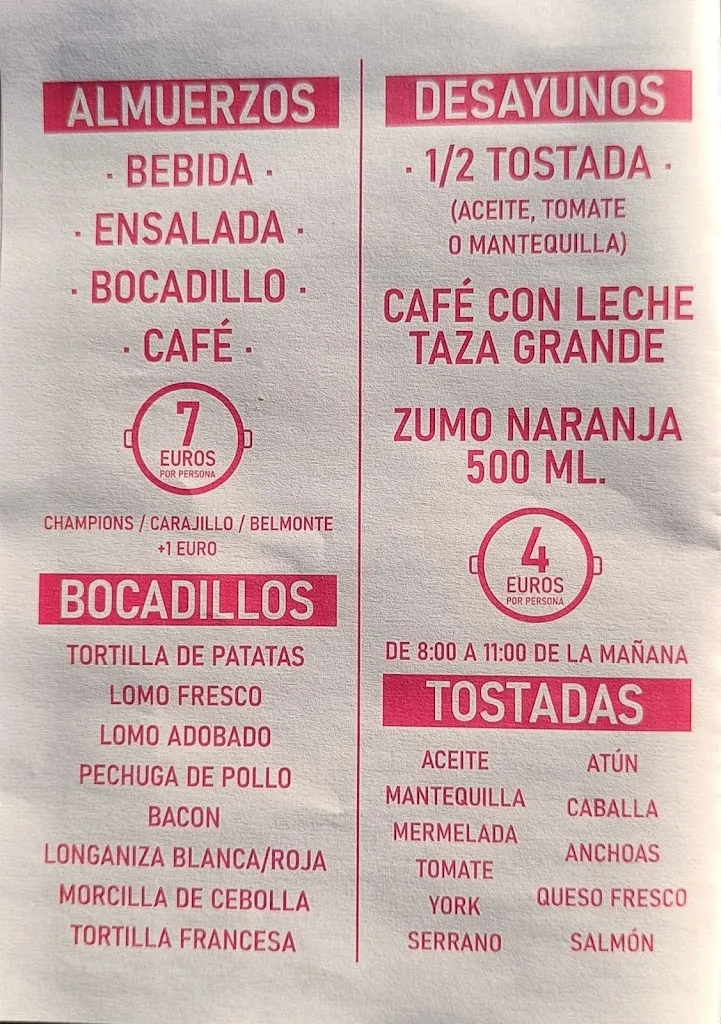 ALMUERZOS
· BEBIDA ·
· ENSALADA ·
· BOCADILLO ·
· CAFÉ ·
7
EUROS
POR PERSONA
CHAMPIONS / CARAJILLO / BELMONTE
+1 EURO
BOCADILLOS
TORTILLA DE PATATAS
LOMO FRESCO
LOMO ADOBADO
PECHUGA DE POLLO
BACON
LONGANIZA BLANCA/ROJA
MORCILLA DE CEBOLLA
TORTILLA FRANCESA
DESAYUNOS
· 1/2 TOSTADA ·
(ACEITE, TOMATE
O MANTEQUILLA)
CAFÉ CON LECHE
TAZA GRANDE
ZUMO NARANJA
500 ML.
4
EUROS
POR PERSONA
DE 8:00 A 11:00 DE LA MAÑANA
TOSTADAS
ACEITE
MANTEQUILLA
MERMELADA
TOMATE
YORK
SERRANO
ATÚN
CABALLA
ANCHOAS
QUESO FRESCO
SALMÓN